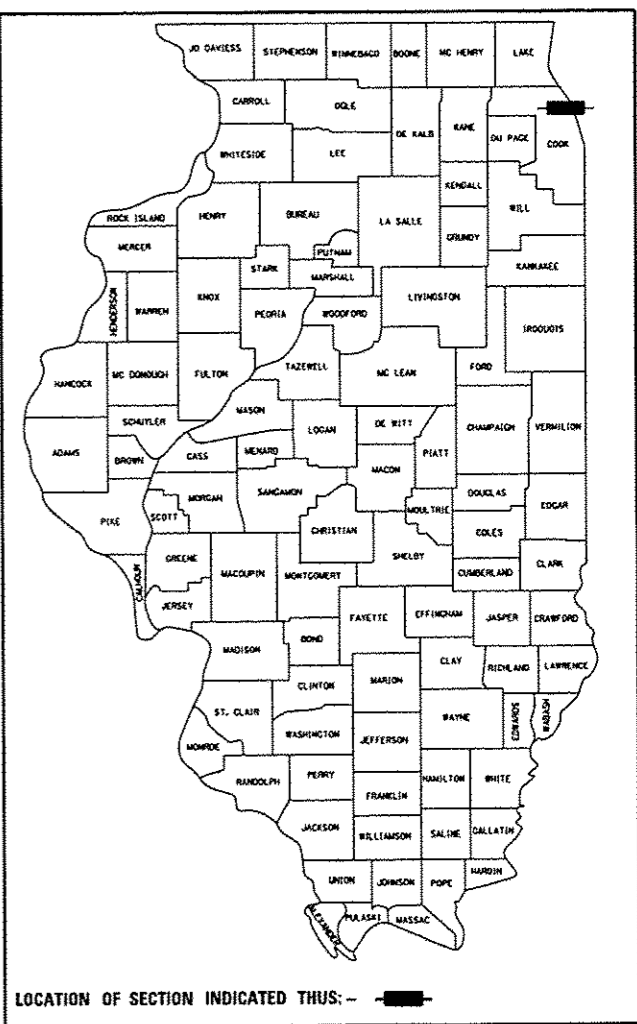 JO DAVIESS STEPHENSON WINNEBAGO BOONE MC HENRY LAKE
CARROLL OGLE DE KALB KANE DU PAGE COOK
WHITESIDE LEE
KENDALL WILL
ROCK ISLAND HENRY BUREAU LA SALLE GRUNDY
MERCER PUTNAM KANKAKEE
STARK MARSHALL
HENDERSON WARREN KNOX PEORIA WOODFORD LIVINGSTON IROQUOIS
HANCOCK MC DONOUGH FULTON TAZEWELL MC LEAN FORD
SCHUYLER MASON LOGAN DE WITT CHAMPAIGN VERMILION
ADAMS BROWN CASS MENARD MACON PIATT
MORGAN SANGAMON DOUGLAS EDGAR
PIKE SCOTT CHRISTIAN MOULTRIE COLES
GREENE MACOUPIN MONTGOMERY SHELBY CUMBERLAND CLARK
CALHOUN JERSEY FAYETTE EFFINGHAM JASPER CRAWFORD
MADISON BOND CLAY RICHLAND LAWRENCE
CLINTON MARION
ST. CLAIR WAYNE EDWARDS WABASH
MONROE WASHINGTON JEFFERSON
RANDOLPH PERRY HAMILTON WHITE
FRANKLIN
JACKSON WILLIAMSON SALINE GALLATIN
UNION JOHNSON POPE HARDIN
ALEXANDER PULASKI MASSAC
LOCATION OF SECTION INDICATED THUS:-